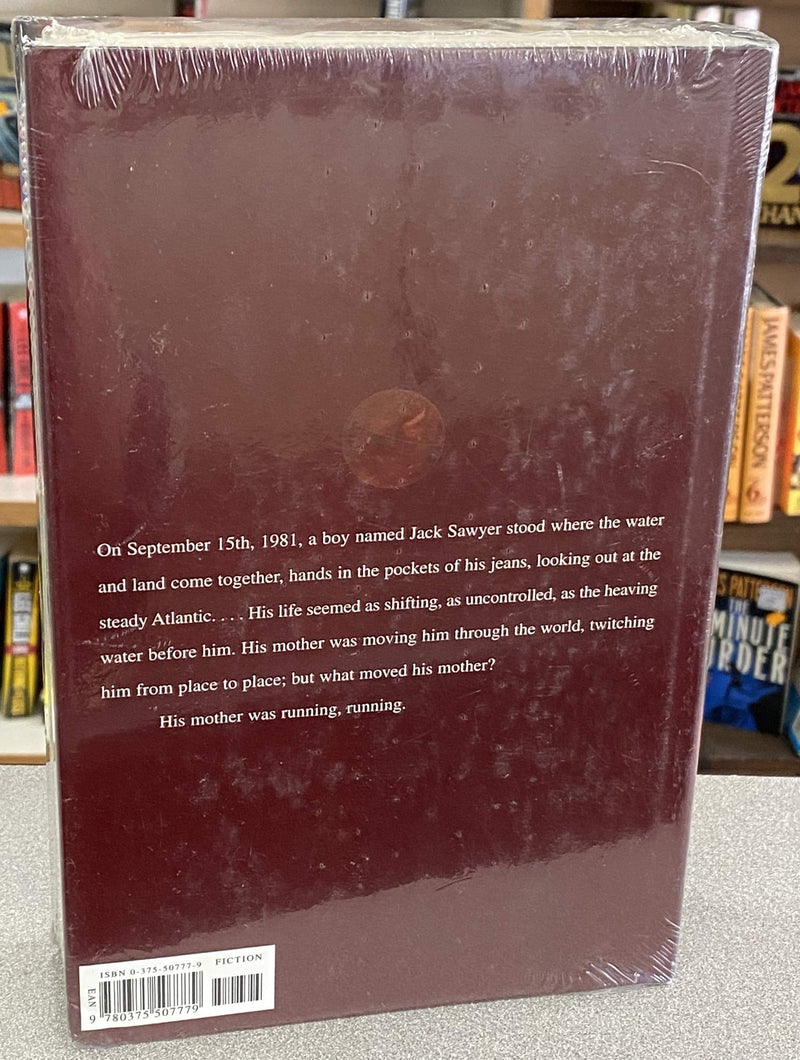 2
HAN
JAMES PATTERSON
On September 15th, 1981, a boy named Jack Sawyer stood where the water
and land come together, hands in the pockets of his jeans, looking out at the
steady Atlantic. . . . His life seemed as shifting, as uncontrolled, as the heaving
water before him. His mother was moving him through the world, twitching
him from place to place; but what moved his mother?
His mother was running, running.
THE
MINUTE
RDER
ISBN 0-375-50777-9 FICTION
EAN
9 780375 507779